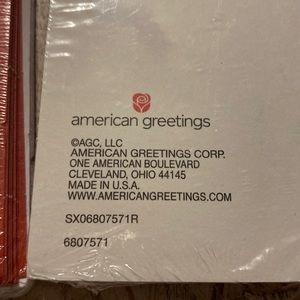 american greetings
©AGC, LLC
AMERICAN GREETINGS CORP.
ONE AMERICAN BOULEVARD
CLEVELAND, OHIO 44145
MADE IN U.S.A.
WWW.AMERICANGREETINGS.COM
SX06807571R
6807571